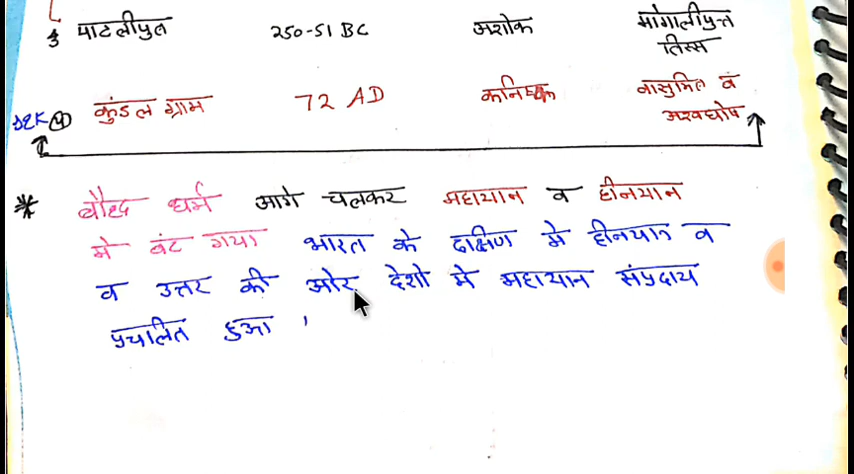 3 पाटलीपुत्र 250-51 BC अशोक मोगालीपुत्त तिस्स
J&K ④ कुंडल ग्राम 72 AD कनिष्क वासुमित्र व अश्वघोष
* बौद्ध धर्म आगे चलकर महायान व हीनयान
मे बंट गया भारत के दक्षिण मे हीनयान व
व उत्तर की ओर देशो मे महायान संप्रदाय
प्रचलित हुआ ।